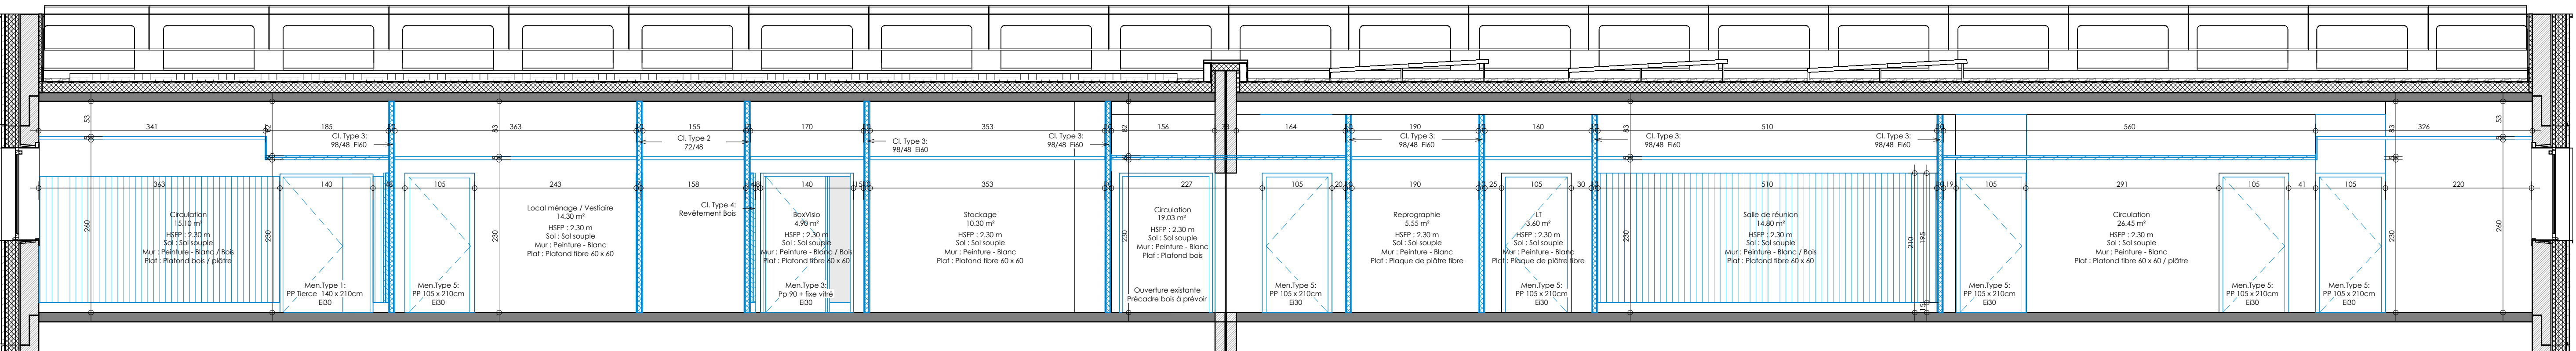 53
341
5
185
Cl. Type 3:
98/48 Ei60
363
83
5
155
Cl. Type 2
72/48
170
Cl. Type 3:
98/48 Ei60
353
Cl. Type 3:
98/48 Ei60
82
5
156
33
164
190
Cl. Type 3:
98/48 Ei60
160
83
5
Cl. Type 3:
98/48 Ei60
510
Cl. Type 3:
98/48 Ei60
560
83
5
326
53
5
363
140
48
105
243
158
140
15
353
227
105
20
190
25
105
30
510
19
105
291
105
41
105
220
260
230
230
230
230
210
195
15
230
260
Circulation
15.10 m²
HSFP : 2.30 m
Sol : Sol souple
Mur : Peinture - Blanc / Bois
Plaf : Plafond bois / plâtre
Men.Type 1:
PP Tierce 140 x 210cm
Ei30
Men.Type 5:
PP 105 x 210cm
Ei30
Local ménage / Vestiaire
14.30 m²
HSFP : 2.30 m
Sol : Sol souple
Mur : Peinture - Blanc
Plaf : Plafond fibre 60 x 60
Cl. Type 4:
Revêtement Bois
BoxVisio
4.90 m²
HSFP : 2.30 m
Sol : Sol souple
Mur : Peinture - Blanc / Bois
Plaf : Plafond fibre 60 x 60
Men.Type 3:
Pp 90 + fixe vitré
Ei30
Stockage
10.30 m²
HSFP : 2.30 m
Sol : Sol souple
Mur : Peinture - Blanc
Plaf : Plafond fibre 60 x 60
Circulation
19.03 m²
HSFP : 2.30 m
Sol : Sol souple
Mur : Peinture - Blanc
Plaf : Plafond bois
Ouverture existante
Précadre bois à prévoir
Men.Type 5:
PP 105 x 210cm
Ei30
Reprographie
5.55 m²
HSFP : 2.30 m
Sol : Sol souple
Mur : Peinture - Blanc
Plaf : Plaque de plâtre fibre
LT
3.60 m²
HSFP : 2.30 m
Sol : Sol souple
Mur : Peinture - Blanc
Plaf : Plaque de plâtre fibre
Men.Type 5:
PP 105 x 210cm
Ei30
Salle de réunion
14.80 m²
HSFP : 2.30 m
Sol : Sol souple
Mur : Peinture - Blanc / Bois
Plaf : Plafond fibre 60 x 60
Men.Type 5:
PP 105 x 210cm
Ei30
Circulation
26.45 m²
HSFP : 2.30 m
Sol : Sol souple
Mur : Peinture - Blanc
Plaf : Plafond fibre 60 x 60 / plâtre
Men.Type 5:
PP 105 x 210cm
Ei30
Men.Type 5:
PP 105 x 210cm
Ei30